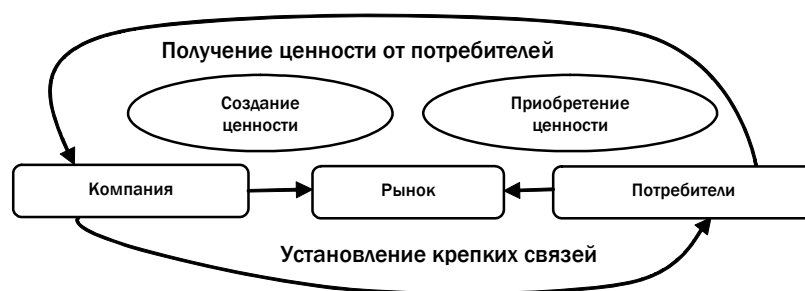 Получение ценности от потребителей
Создание
ценности
Приобретение
ценности
Компания
Рынок
Потребители
Установление крепких связей